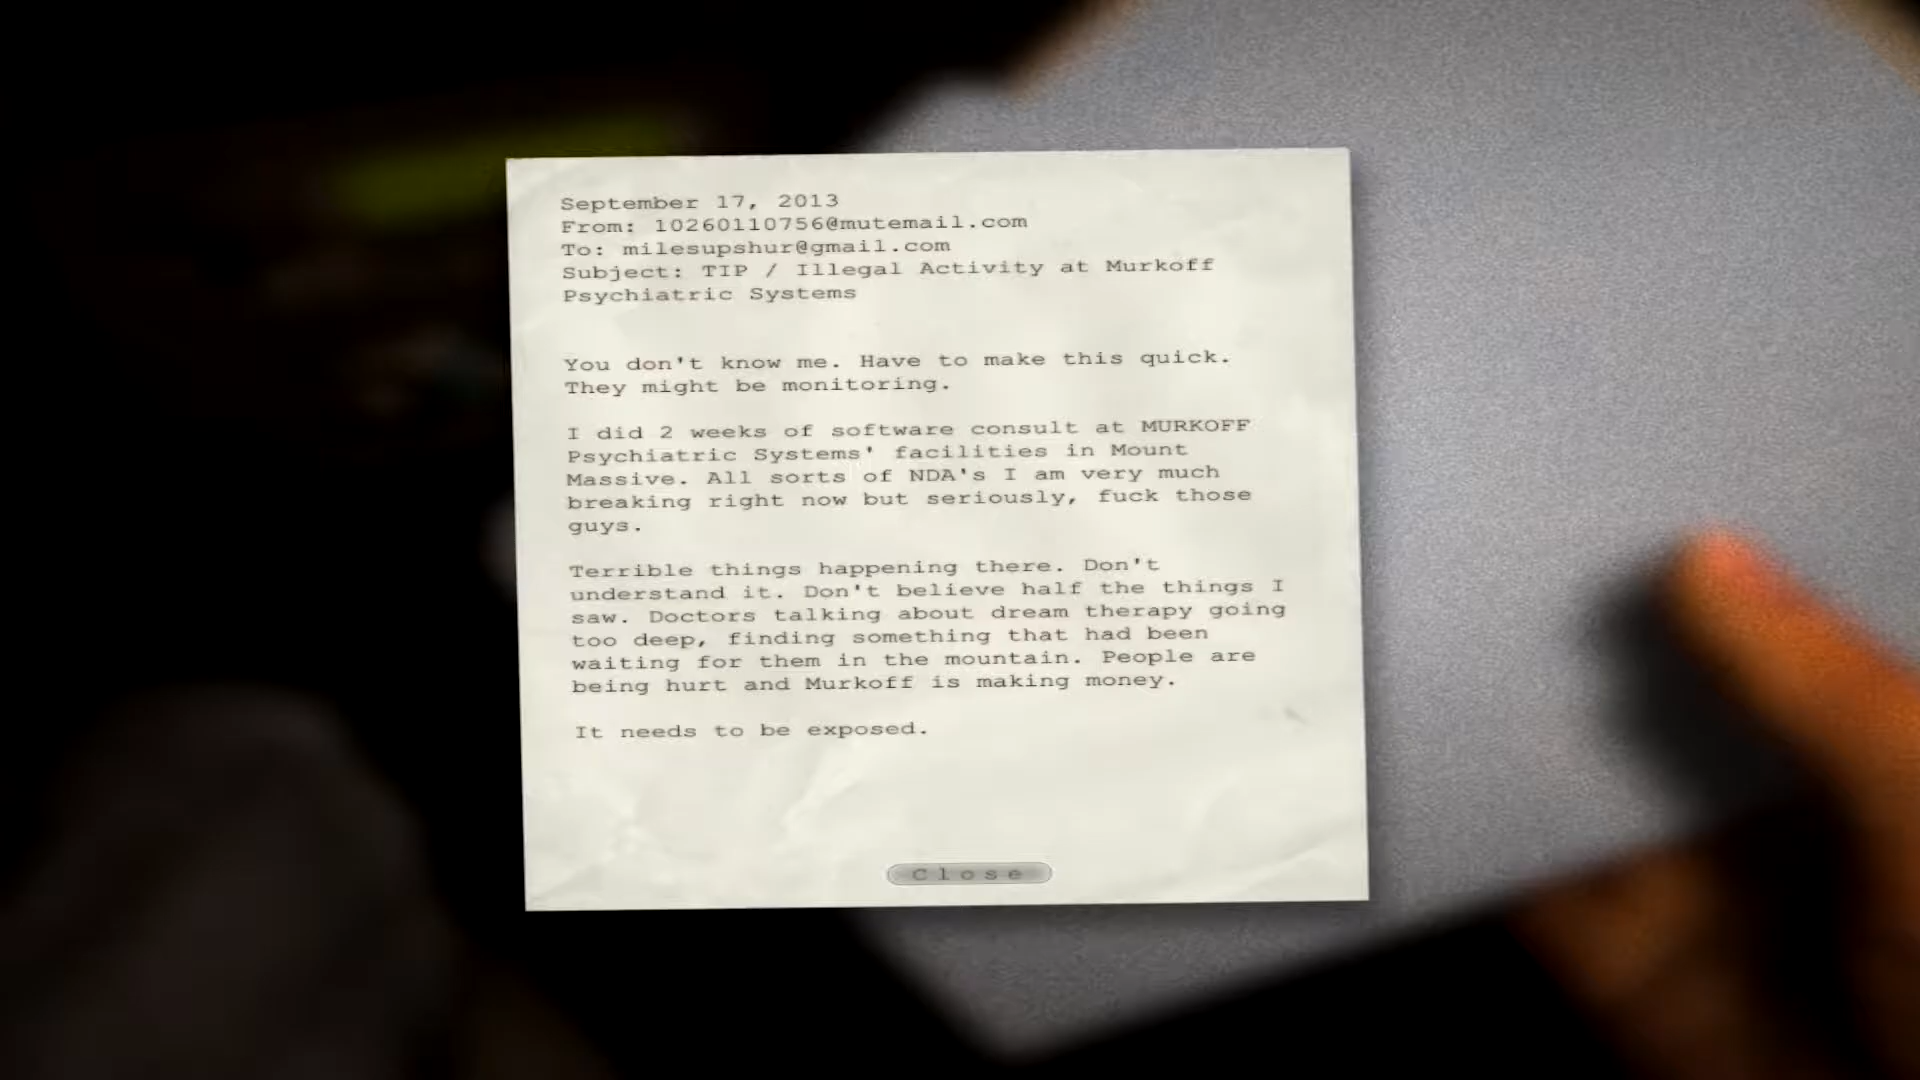 September 17, 2013
From: 10260110756@mutemail.com
To: milesupshur@gmail.com
Subject: TIP / Illegal Activity at Murkoff
Psychiatric Systems
You don't know me. Have to make this quick.
They might be monitoring.
I did 2 weeks of software consult at MURKOFF
Psychiatric Systems' facilities in Mount
Massive. All sorts of NDA's I am very much
breaking right now but seriously, fuck those
guys.
Terrible things happening there. Don't
understand it. Don't believe half the things I
saw. Doctors talking about dream therapy going
too deep, finding something that had been
waiting for them in the mountain. People are
being hurt and Murkoff is making money.
It needs to be exposed.
Close